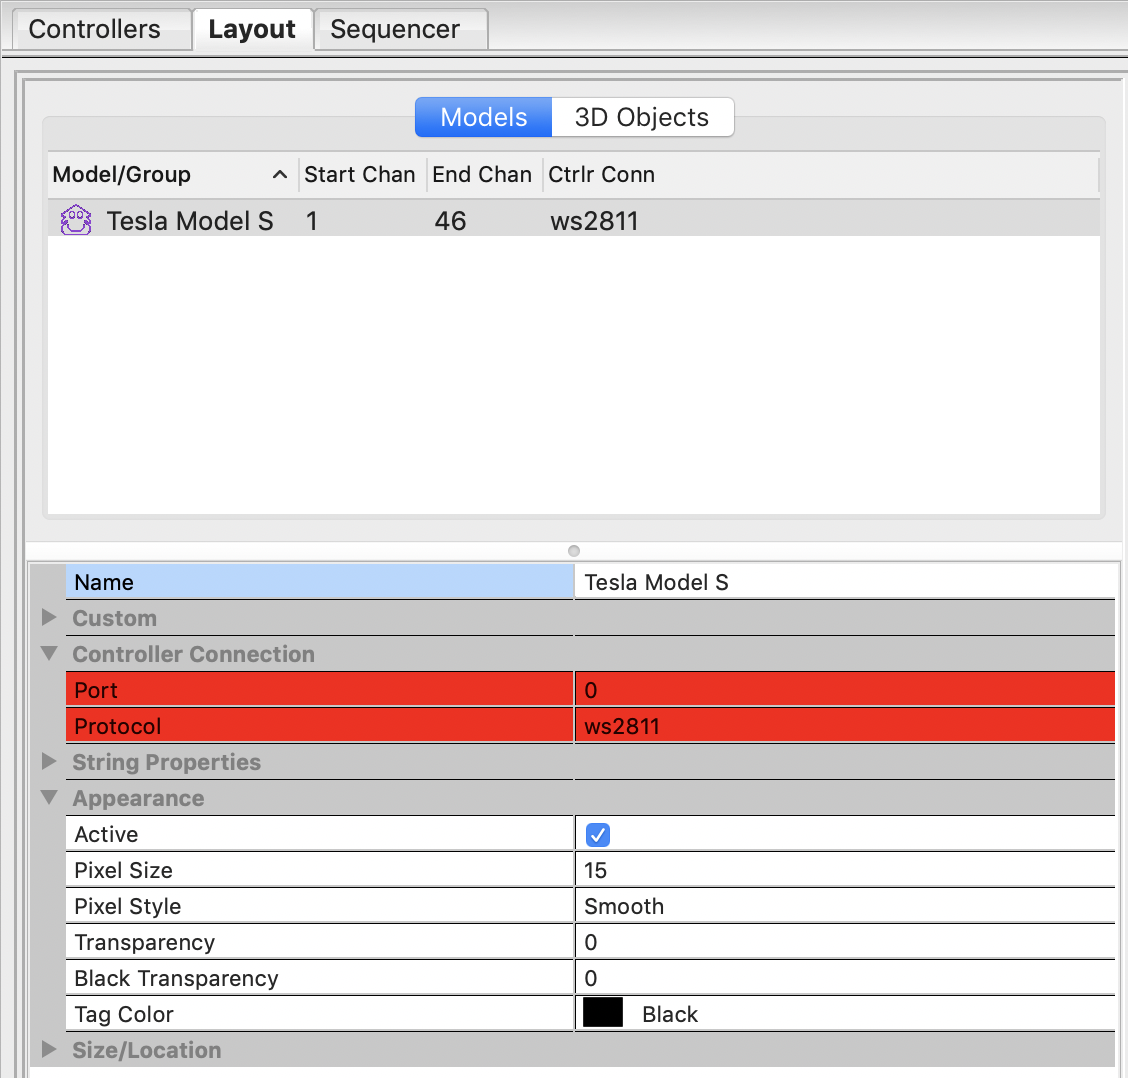 Controllers Layout Sequencer
Models 3D Objects
Model/Group Start Chan End Chan Ctrlr Conn
Tesla Model S 1 46 ws2811
Name Tesla Model S
Custom
Controller Connection
Port 0
Protocol ws2811
String Properties
Appearance
Active
Pixel Size 15
Pixel Style Smooth
Transparency 0
Black Transparency 0
Tag Color Black
Size/Location